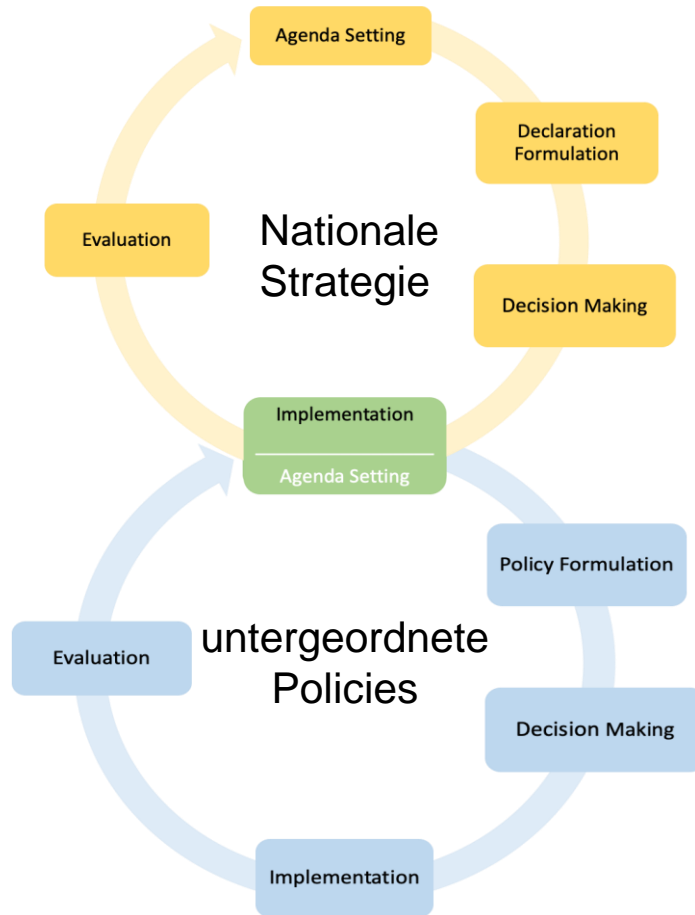 Agenda Setting
Declaration
Formulation
Evaluation
Nationale
Strategie
Decision Making
Implementation
Agenda Setting
Policy Formulation
Evaluation
untergeordnete
Policies
Decision Making
Implementation